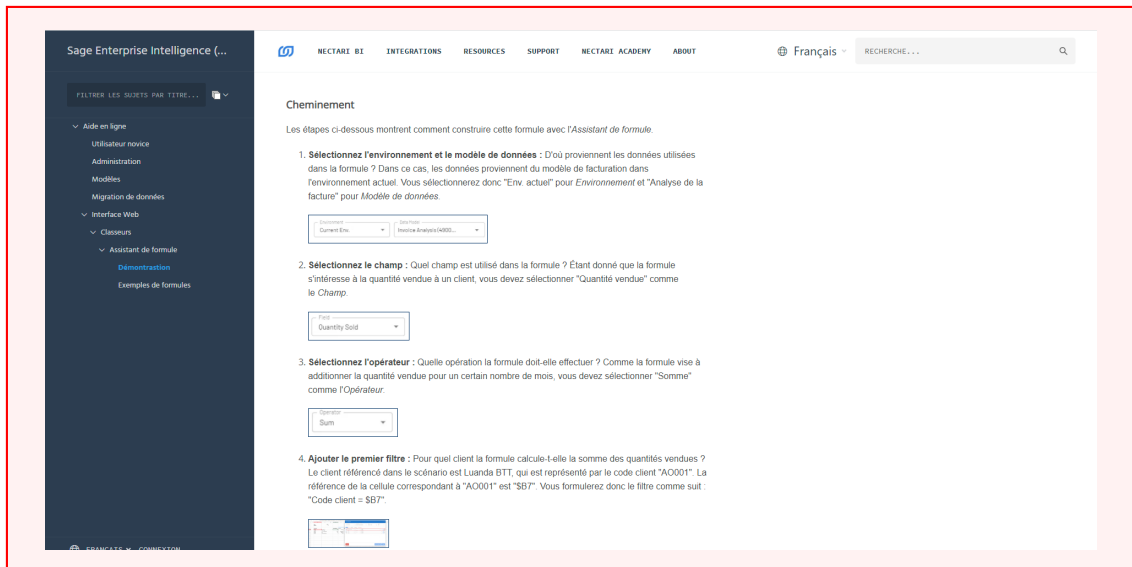 Sage Enterprise Intelligence (...
NECTARI BI INTEGRATIONS RESOURCES SUPPORT NECTARI ACADEMY ABOUT
Français
RECHERCHE...
FILTRER LES SUJETS PAR TITRE...
Aide en ligne
Utilisateur novice
Administration
Modèles
Migration de données
Interface Web
Classeurs
Assistant de formule
Démontrastion
Exemples de formules
FRANÇAIS CONNEXION
Cheminement
Les étapes ci-dessous montrent comment construire cette formule avec l'Assistant de formule.
1. Sélectionnez l'environnement et le modèle de données : D'où proviennent les données utilisées
dans la formule ? Dans ce cas, les données proviennent du modèle de facturation dans
l'environnement actuel. Vous sélectionnerez donc "Env. actuel" pour Environnement et "Analyse de la
facture" pour Modèle de données.
Environment
Current Env.
Data Model
Invoice Analysis (4900...
2. Sélectionnez le champ : Quel champ est utilisé dans la formule ? Étant donné que la formule
s'intéresse à la quantité vendue à un client, vous devez sélectionner "Quantité vendue" comme
le Champ.
Field
Quantity Sold
3. Sélectionnez l'opérateur : Quelle opération la formule doit-elle effectuer ? Comme la formule vise à
additionner la quantité vendue pour un certain nombre de mois, vous devez sélectionner "Somme"
comme l'Opérateur.
Operator
Sum
4. Ajouter le premier filtre : Pour quel client la formule calcule-t-elle la somme des quantités vendues ?
Le client référencé dans le scénario est Luanda BTT, qui est représenté par le code client "AO001". La
référence de la cellule correspondant à "AO001" est "$B7". Vous formulerez donc le filtre comme suit :
"Code client = $B7".